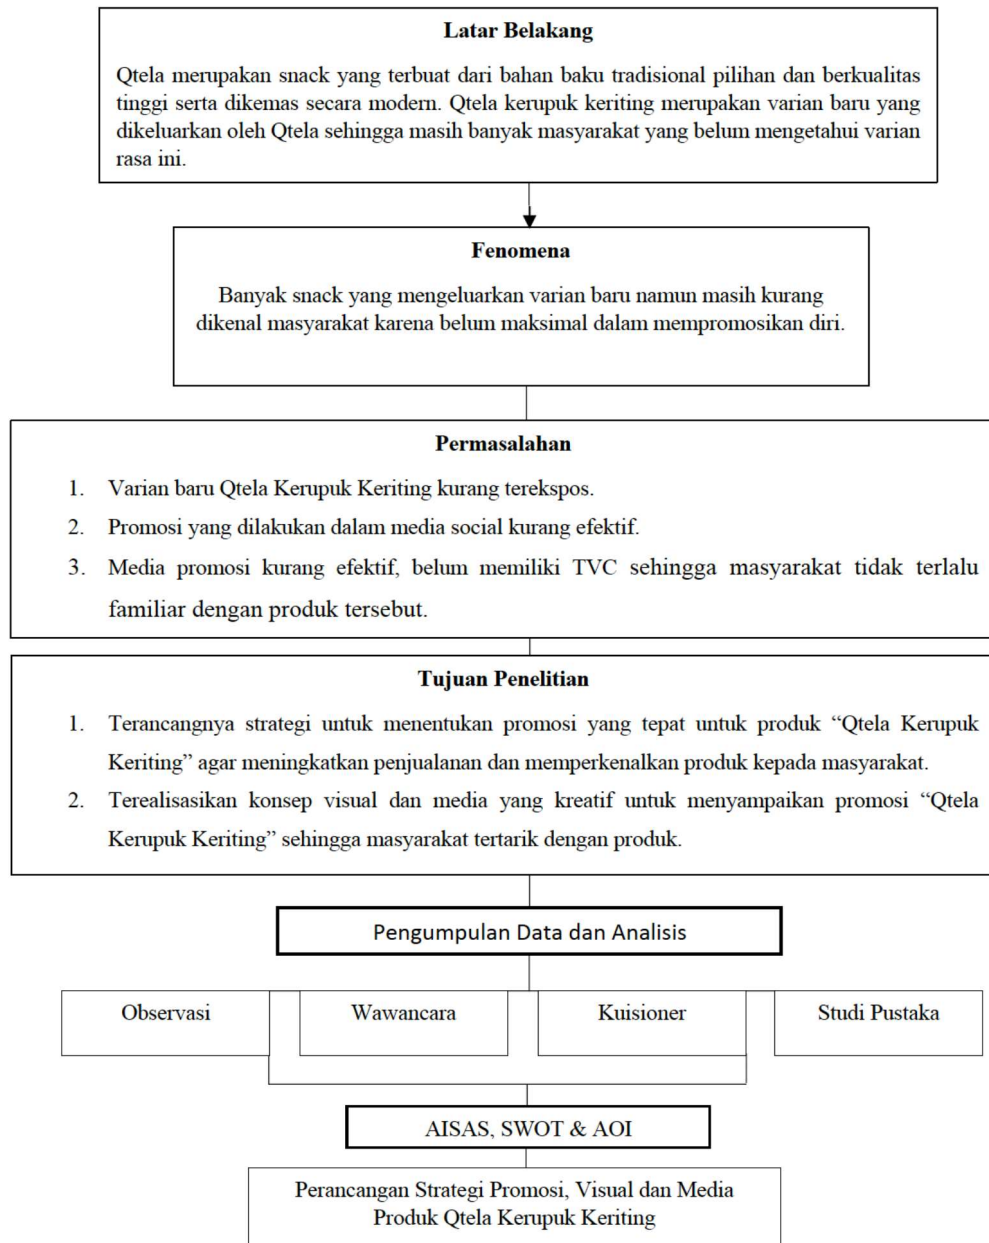 Latar Belakang
Qtela merupakan snack yang terbuat dari bahan baku tradisional pilihan dan berkualitas
tinggi serta dikemas secara modern. Qtela kerupuk keriting merupakan varian baru yang
dikeluarkan oleh Qtela sehingga masih banyak masyarakat yang belum mengetahui varian
rasa ini.
Fenomena
Banyak snack yang mengeluarkan varian baru namun masih kurang
dikenal masyarakat karena belum maksimal dalam mempromosikan diri.
Permasalahan
1. Varian baru Qtela Kerupuk Keriting kurang terekspos.
2. Promosi yang dilakukan dalam media social kurang efektif.
3. Media promosi kurang efektif, belum memiliki TVC sehingga masyarakat tidak terlalu
familiar dengan produk tersebut.
Tujuan Penelitian
1. Terancangnya strategi untuk menentukan promosi yang tepat untuk produk “Qtela Kerupuk
Keriting” agar meningkatkan penjualanan dan memperkenalkan produk kepada masyarakat.
2. Terealisasikan konsep visual dan media yang kreatif untuk menyampaikan promosi “Qtela
Kerupuk Keriting” sehingga masyarakat tertarik dengan produk.
Pengumpulan Data dan Analisis
Observasi
Wawancara
Kuisioner
Studi Pustaka
AISAS, SWOT & AOI
Perancangan Strategi Promosi, Visual dan Media
Produk Qtela Kerupuk Keriting